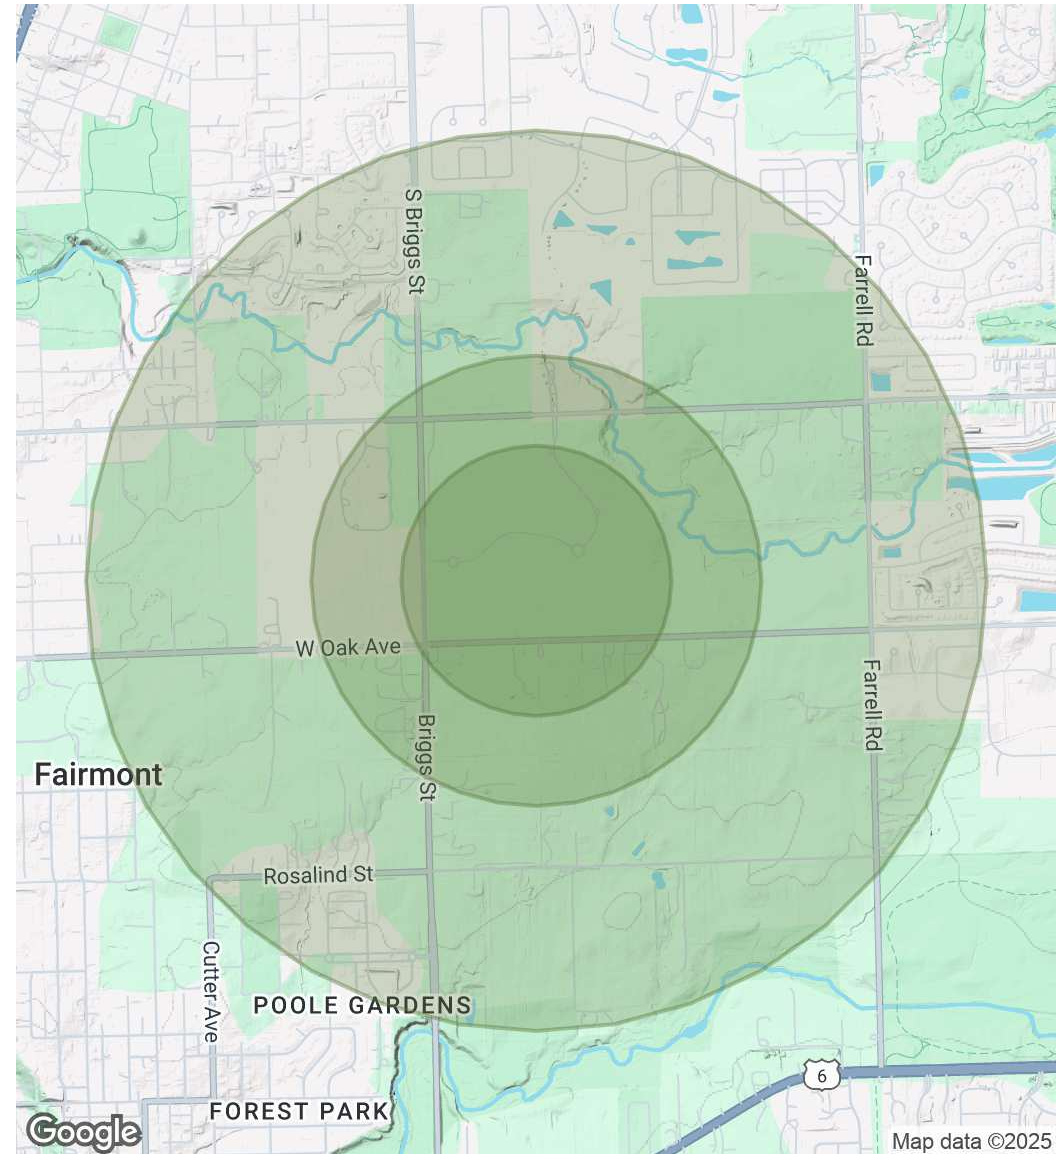 S Briggs St
Farrell Rd
W Oak Ave
Farrell Rd
Briggs St
Fairmont
Rosalind St
Cutter Ave
POOLE GARDENS
6
FOREST PARK
Google
Map data ©2025